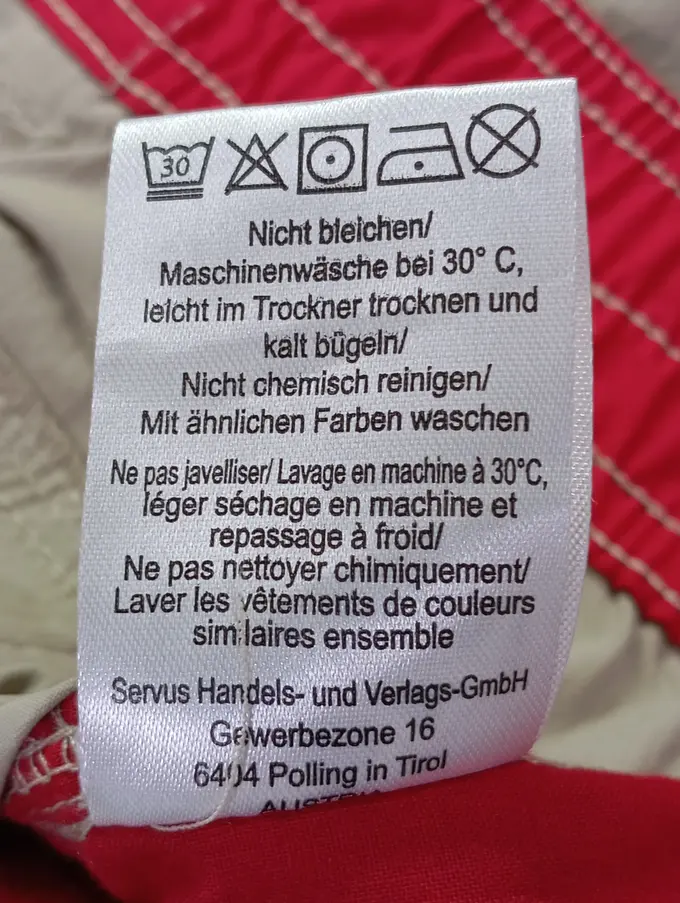 30
Nicht bleichen/
Maschinenwäsche bei 30° C,
leicht im Trockner trocknen und
kalt bügeln/
Nicht chemisch reinigen/
Mit ähnlichen Farben waschen
Ne pas javelliser/ Lavage en machine à 30°C,
léger séchage en machine et
repassage à froid/
Ne pas nettoyer chimiquement/
Laver les vêtements de couleurs
similaires ensemble
Servus Handels- und Verlags-GmbH
Gewerbezone 16
6404 Polling in Tirol
AUSTRIA